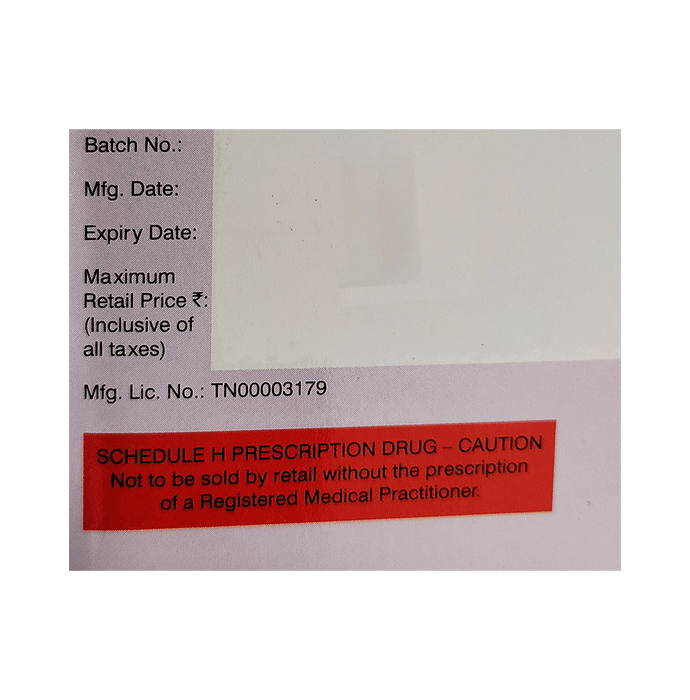 Batch No.:
Mfg. Date:
Expiry Date:
Maximum
Retail Price ₹:
(Inclusive of
all taxes)
Mfg. Lic. No.: TN00003179
SCHEDULE H PRESCRIPTION DRUG – CAUTION
Not to be sold by retail without the prescription
of a Registered Medical Practitioner.